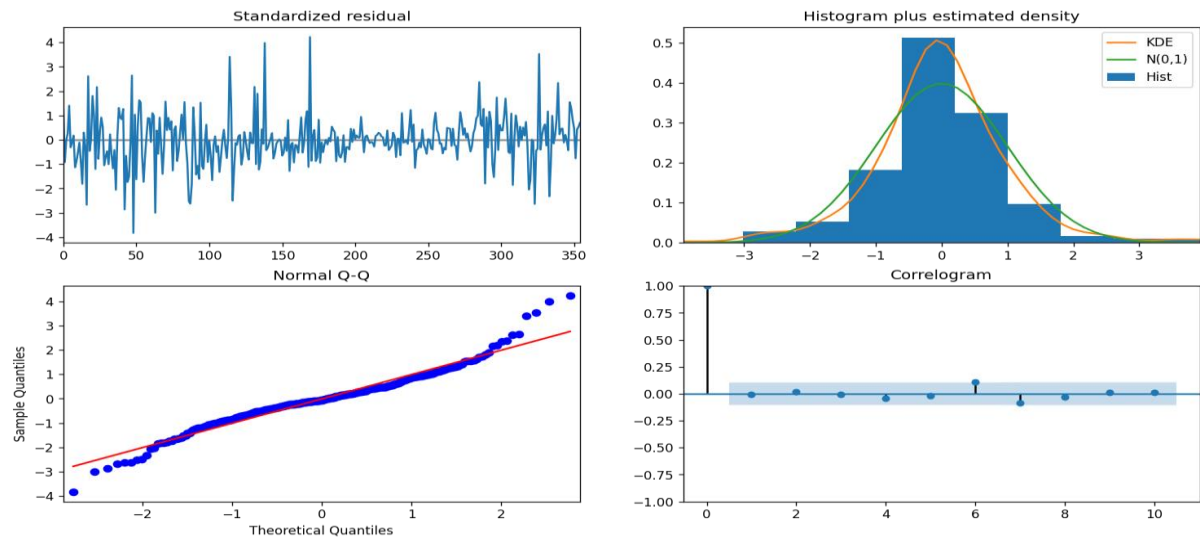 Standardized residual
4
3
2
1
0
−1
−2
−3
−4
0 50 100 150 200 250 300 350
Histogram plus estimated density
KDE
N(0,1)
Hist
0.5
0.4
0.3
0.2
0.1
0.0
−3 −2 −1 0 1 2 3
Normal Q-Q
Sample Quantiles
4
3
2
1
0
−1
−2
−3
−4
−2 −1 0 1 2
Theoretical Quantiles
Correlogram
1.00
0.75
0.50
0.25
0.00
−0.25
−0.50
−0.75
−1.00
0 2 4 6 8 10